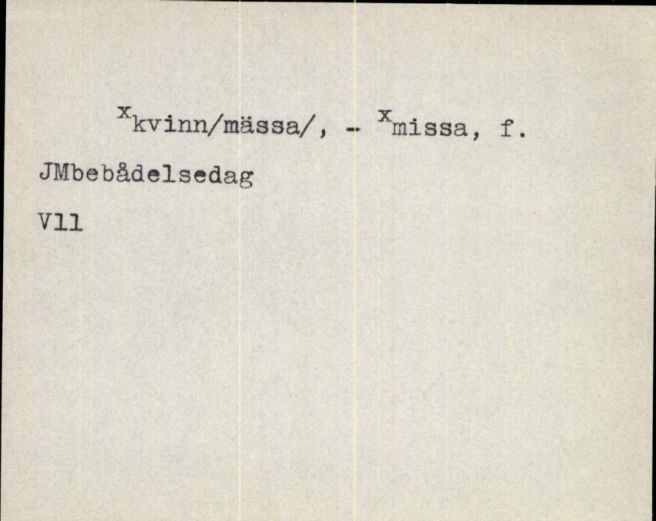 xkvinn/mässa/, - xmissa, f.
JMbebådelsedag
Vll